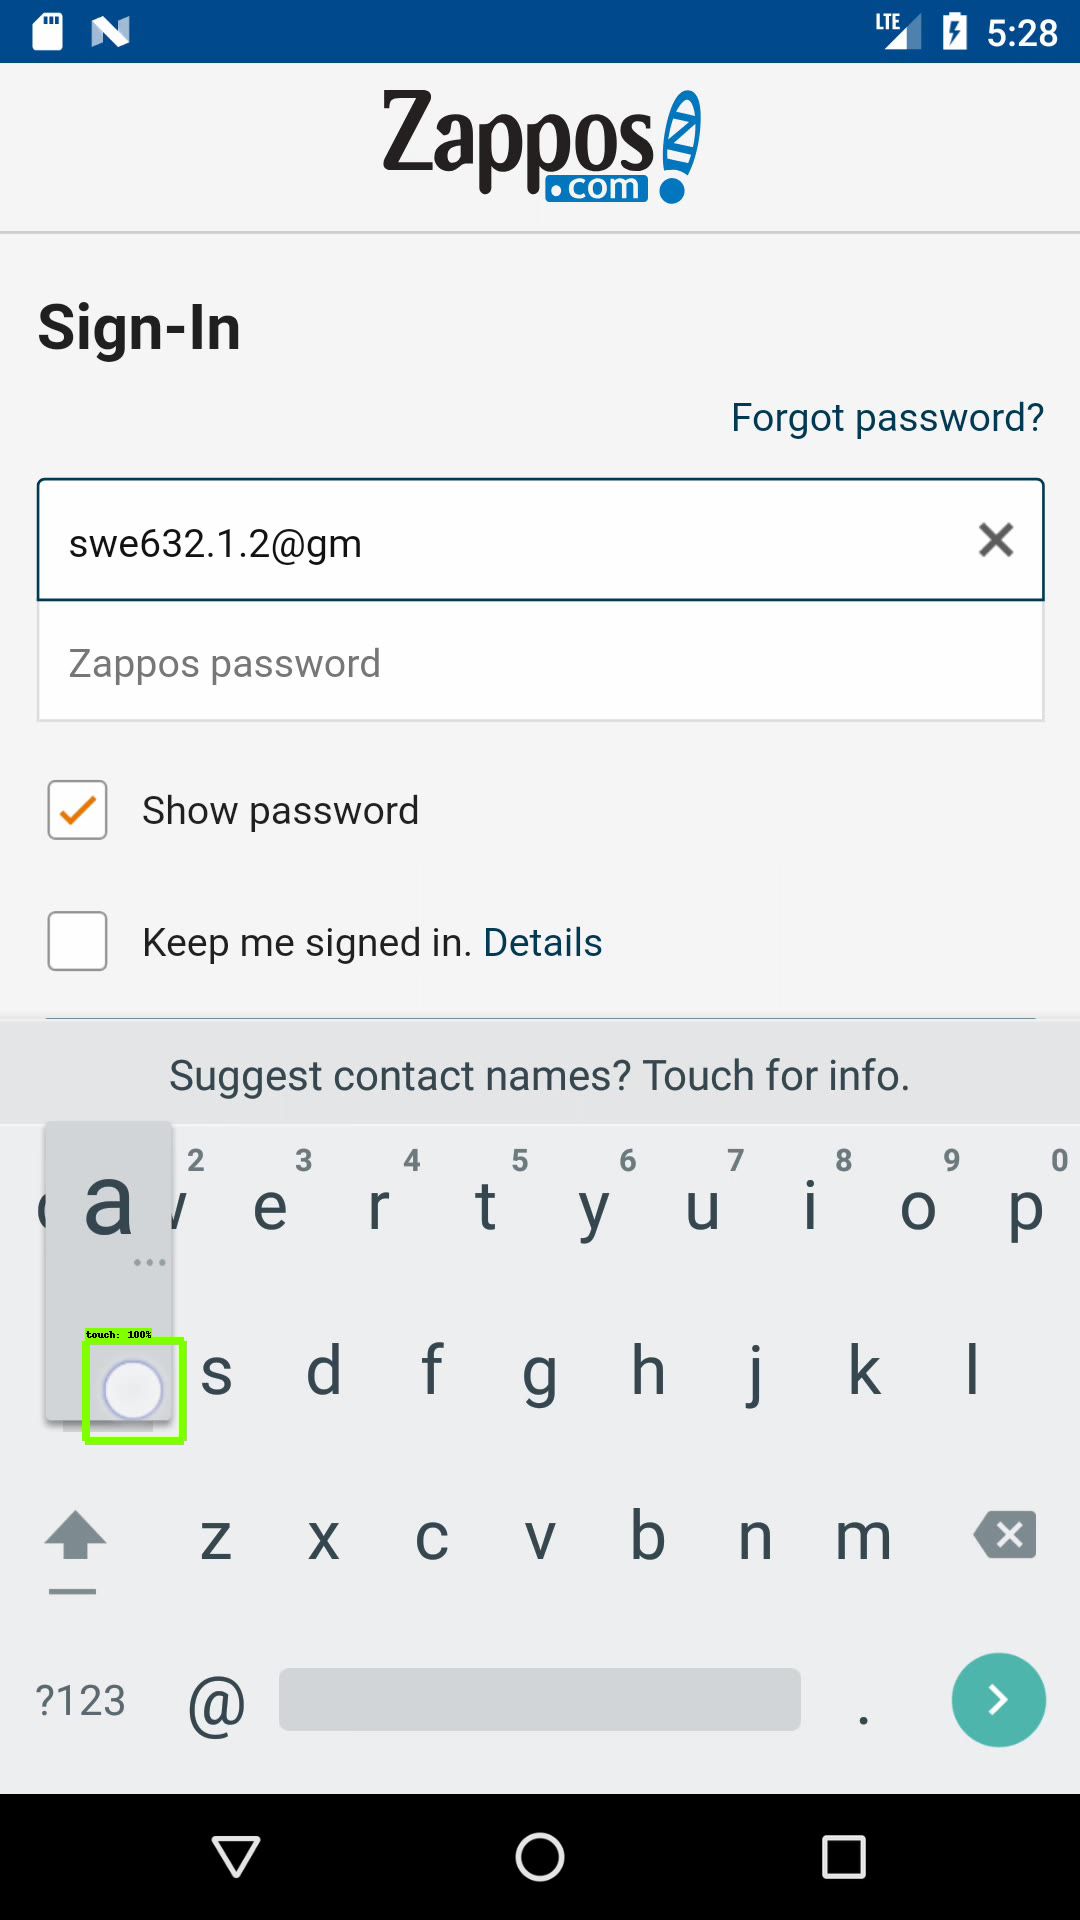 LTE 5:28
Zappos
.com
Sign-In
Forgot password?
swe632.1.2@gm
Zappos password
Show password
Keep me signed in. Details
Suggest contact names? Touch for info.
2 3 4 5 6 7 8 9 0
a e r t y u i o p
touch: 100%
s d f g h j k l
z x c v b n m
?123 @ .